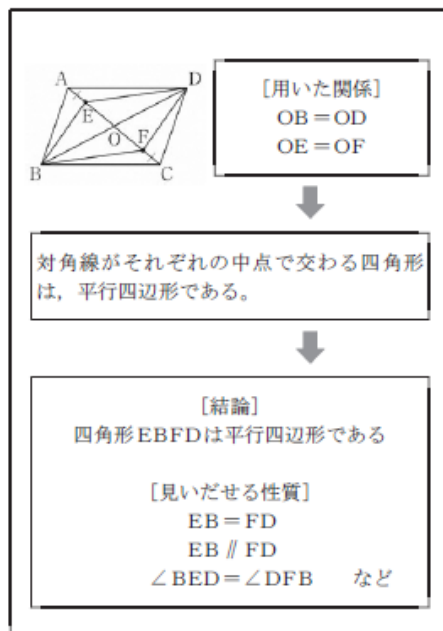 A
D
E
O
F
B
C
[用いた関係]
OB=OD
OE=OF
対角線がそれぞれの中点で交わる四角形
は，平行四辺形である。
[結論]
四角形EBFDは平行四辺形である
[見いだせる性質]
EB=FD
EB∥FD
∠BED=∠DFB　など